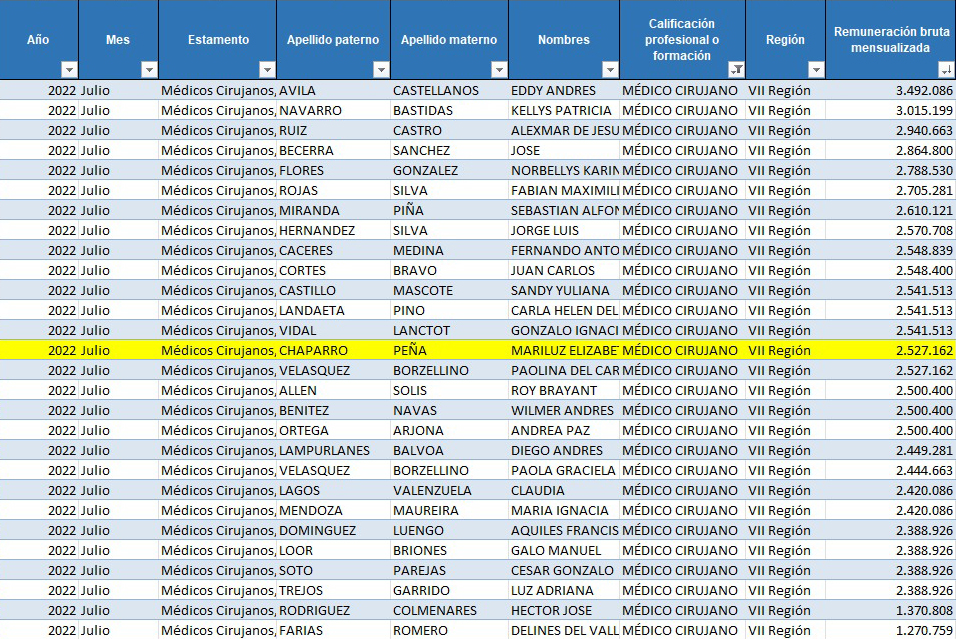 Año Mes Estamento Apellido paterno Apellido materno Nombres Calificación profesional o formación Región Remuneración bruta mensualizada
2022 Julio Médicos Cirujanos, AVILA CASTELLANOS EDDY ANDRES MÉDICO CIRUJANO VII Región 3.492.086
2022 Julio Médicos Cirujanos, NAVARRO BASTIDAS KELLYS PATRICIA MÉDICO CIRUJANO VII Región 3.015.199
2022 Julio Médicos Cirujanos, RUIZ CASTRO ALEXMAR DE JESU MÉDICO CIRUJANO VII Región 2.940.663
2022 Julio Médicos Cirujanos, BECERRA SANCHEZ JOSE MÉDICO CIRUJANO VII Región 2.864.800
2022 Julio Médicos Cirujanos, FLORES GONZALEZ NORBELLYS KARIN MÉDICO CIRUJANO VII Región 2.788.530
2022 Julio Médicos Cirujanos, ROJAS SILVA FABIAN MAXIMILI MÉDICO CIRUJANO VII Región 2.705.281
2022 Julio Médicos Cirujanos, MIRANDA PIÑA SEBASTIAN ALFON MÉDICO CIRUJANO VII Región 2.610.121
2022 Julio Médicos Cirujanos, HERNANDEZ SILVA JORGE LUIS MÉDICO CIRUJANO VII Región 2.570.708
2022 Julio Médicos Cirujanos, CACERES MEDINA FERNANDO ANTO MÉDICO CIRUJANO VII Región 2.548.839
2022 Julio Médicos Cirujanos, CORTES BRAVO JUAN CARLOS MÉDICO CIRUJANO VII Región 2.548.400
2022 Julio Médicos Cirujanos, CASTILLO MASCOTE SANDY YULIANA MÉDICO CIRUJANO VII Región 2.541.513
2022 Julio Médicos Cirujanos, LANDAETA PINO CARLA HELEN DEL MÉDICO CIRUJANO VII Región 2.541.513
2022 Julio Médicos Cirujanos, VIDAL LANCTOT GONZALO IGNACI MÉDICO CIRUJANO VII Región 2.541.513
2022 Julio Médicos Cirujanos, CHAPARRO PEÑA MARILUZ ELIZABE MÉDICO CIRUJANO VII Región 2.527.162
2022 Julio Médicos Cirujanos, VELASQUEZ BORZELLINO PAOLINA DEL CAR MÉDICO CIRUJANO VII Región 2.527.162
2022 Julio Médicos Cirujanos, ALLEN SOLIS ROY BRAYANT MÉDICO CIRUJANO VII Región 2.500.400
2022 Julio Médicos Cirujanos, BENITEZ NAVAS WILMER ANDRES MÉDICO CIRUJANO VII Región 2.500.400
2022 Julio Médicos Cirujanos, ORTEGA ARJONA ANDREA PAZ MÉDICO CIRUJANO VII Región 2.500.400
2022 Julio Médicos Cirujanos, LAMPURLANES BALVOA DIEGO ANDRES MÉDICO CIRUJANO VII Región 2.449.281
2022 Julio Médicos Cirujanos, VELASQUEZ BORZELLINO PAOLA GRACIELA MÉDICO CIRUJANO VII Región 2.444.663
2022 Julio Médicos Cirujanos, LAGOS VALENZUELA CLAUDIA MÉDICO CIRUJANO VII Región 2.420.086
2022 Julio Médicos Cirujanos, MENDOZA MAUREIRA MARIA IGNACIA MÉDICO CIRUJANO VII Región 2.420.086
2022 Julio Médicos Cirujanos, DOMINGUEZ LUENGO AQUILES FRANCIS MÉDICO CIRUJANO VII Región 2.388.926
2022 Julio Médicos Cirujanos, LOOR BRIONES GALO MANUEL MÉDICO CIRUJANO VII Región 2.388.926
2022 Julio Médicos Cirujanos, SOTO PAREJAS CESAR GONZALO MÉDICO CIRUJANO VII Región 2.388.926
2022 Julio Médicos Cirujanos, TREJOS GARRIDO LUZ ADRIANA MÉDICO CIRUJANO VII Región 2.388.926
2022 Julio Médicos Cirujanos, RODRIGUEZ COLMENARES HECTOR JOSE MÉDICO CIRUJANO VII Región 1.370.808
2022 Julio Médicos Cirujanos, FARIAS ROMERO DELINES DEL VALL MÉDICO CIRUJANO VII Región 1.270.759